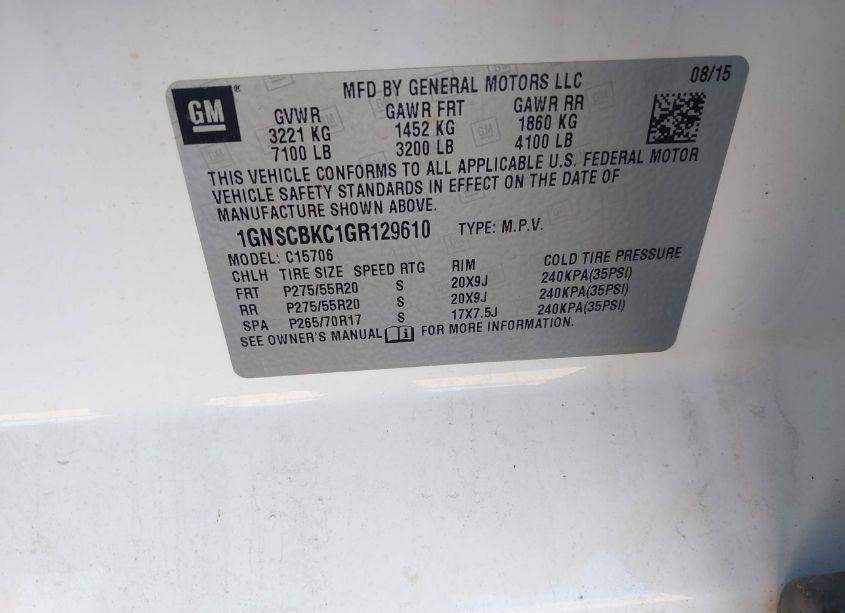 GM ®
MFD BY GENERAL MOTORS LLC 08/15
GVWR GAWR FRT GAWR RR
3221 KG 1452 KG 1860 KG
7100 LB 3200 LB 4100 LB
THIS VEHICLE CONFORMS TO ALL APPLICABLE U.S. FEDERAL MOTOR
VEHICLE SAFETY STANDARDS IN EFFECT ON THE DATE OF
MANUFACTURE SHOWN ABOVE.
1GNSCBKC1GR129610 TYPE: M.P.V.
MODEL: C15706
CHLH TIRE SIZE SPEED RTG RIM COLD TIRE PRESSURE
FRT P275/55R20 S 20X9J 240KPA(35PSI)
RR P275/55R20 S 20X9J 240KPA(35PSI)
SPA P265/70R17 S 17X7.5J 240KPA(35PSI)
SEE OWNER'S MANUAL FOR MORE INFORMATION.